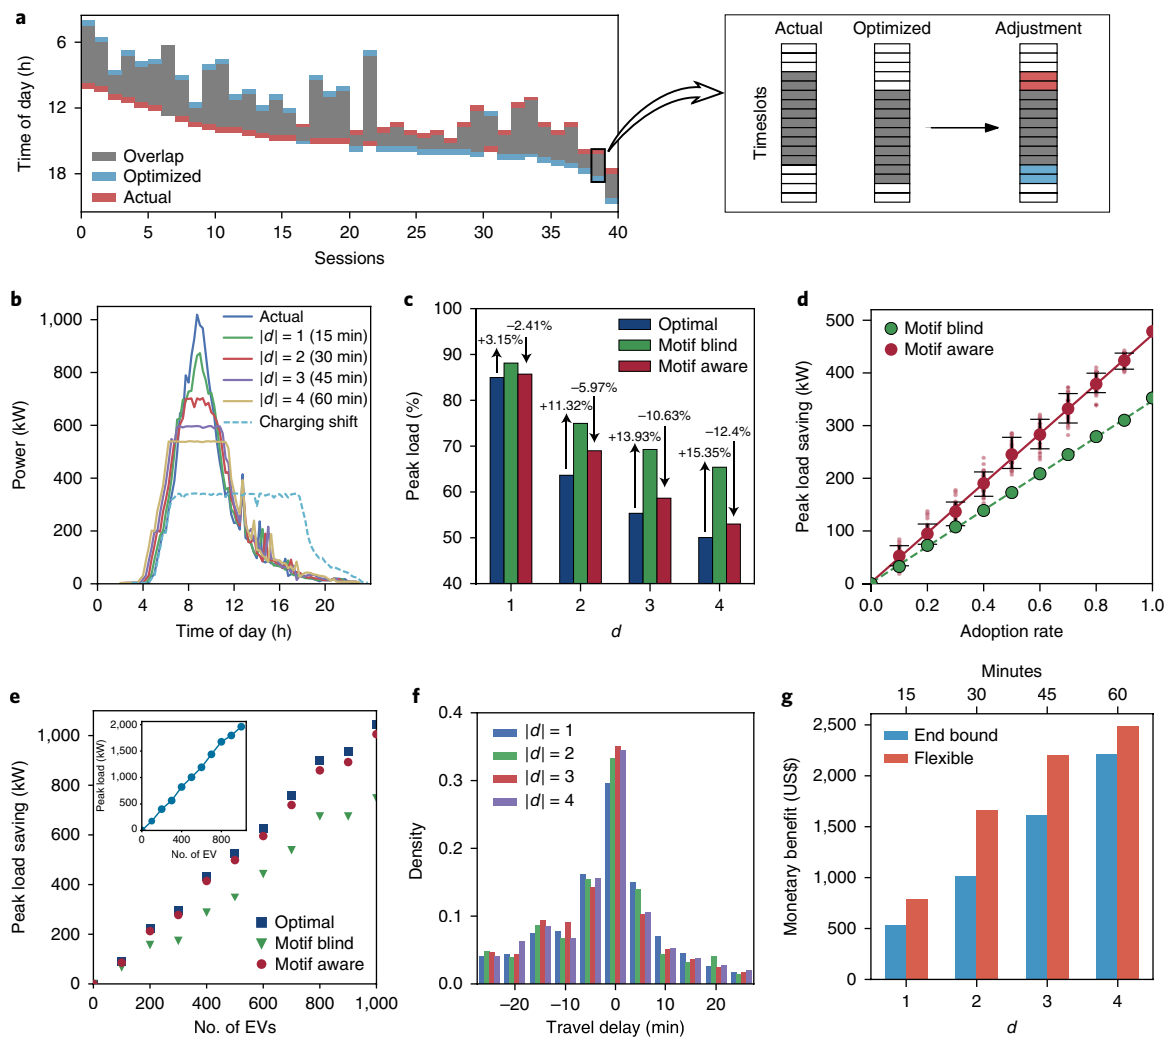 a
Time of day (h)
6
12
18
Overlap
Optimized
Actual
0 5 10 15 20 25 30 35 40
Sessions
Actual Optimized Adjustment
Timeslots
b
Power (kW)
1,000
800
600
400
200
0
Actual
|d| = 1 (15 min)
|d| = 2 (30 min)
|d| = 3 (45 min)
|d| = 4 (60 min)
Charging shift
0 4 8 12 16 20
Time of day (h)
c
Peak load (%)
100
90
80
70
60
50
40
Optimal
Motif blind
Motif aware
−2.41%
+3.15%
−5.97%
+11.32%
−10.63%
+13.93%
−12.4%
+15.35%
1 2 3 4
d
d
Peak load saving (kW)
500
400
300
200
100
0
Motif blind
Motif aware
0.0 0.2 0.4 0.6 0.8 1.0
Adoption rate
e
Peak load saving (kW)
1,000
800
600
400
200
0
Peak load (kW)
2,000
1,500
1,000
500
0
0 400 800
No. of EV
Optimal
Motif blind
Motif aware
0 200 400 600 800 1,000
No. of EVs
f
Density
0.4
0.3
0.2
0.1
0.0
|d| = 1
|d| = 2
|d| = 3
|d| = 4
−20 −10 0 10 20
Travel delay (min)
g
Minutes
15 30 45 60
Monetary benefit (US$)
2,500
2,000
1,500
1,000
500
0
End bound
Flexible
1 2 3 4
d